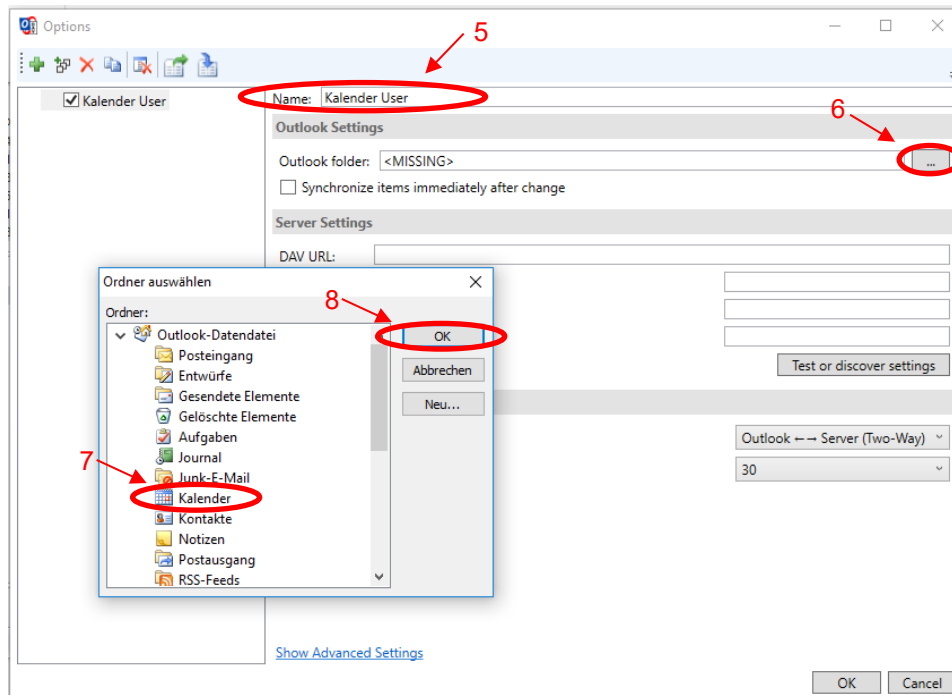 Options
5
Kalender User
Name: Kalender User
6
Outlook Settings
Outlook folder: <MISSING>
...
Synchronize items immediately after change
Server Settings
DAV URL:
Ordner auswählen
8
Ordner:
Outlook-Datendatei
OK
Posteingang
Entwürfe
Abbrechen
Gesendete Elemente
Neu...
Gelöschte Elemente
Aufgaben
Journal
7
Junk-E-Mail
Kalender
Kontakte
Notizen
Postausgang
RSS-Feeds
Test or discover settings
Outlook ←→ Server (Two-Way)
30
Show Advanced Settings
OK
Cancel